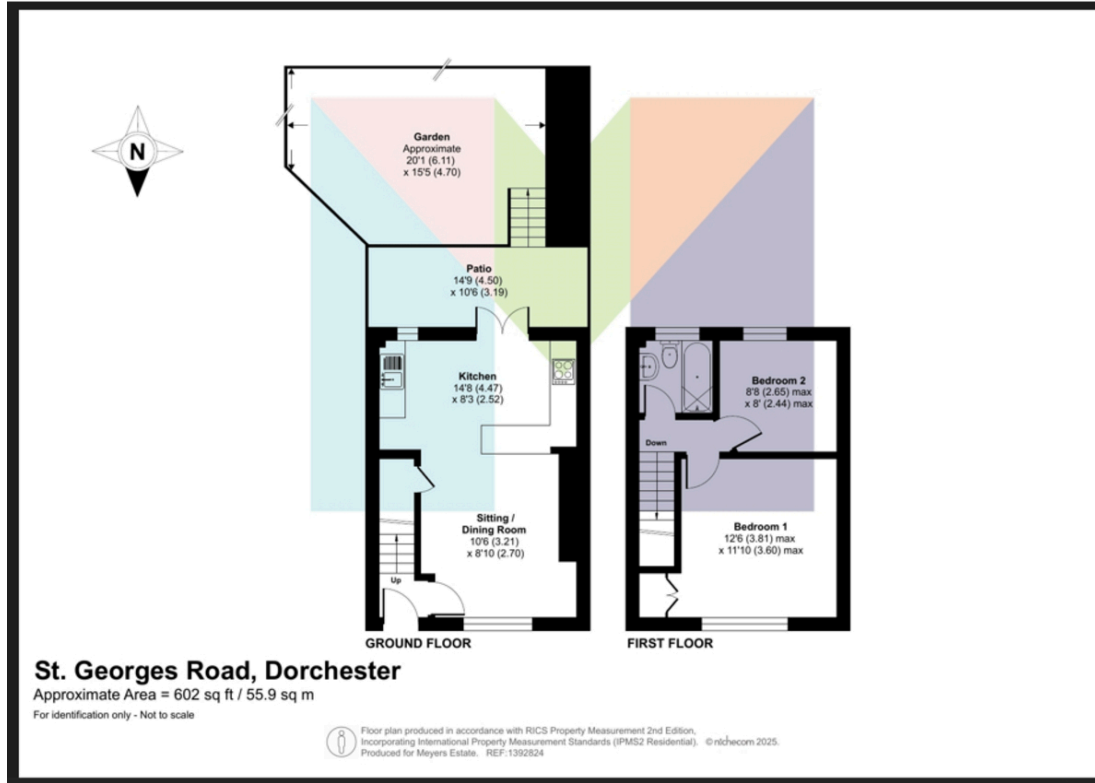 N
Garden
Approximate
20'1 (6.11)
x 15'5 (4.70)
Patio
14'9 (4.50)
x 10'6 (3.19)
Kitchen
14'8 (4.47)
x 8'3 (2.52)
Bedroom 2
8'8 (2.65) max
x 8' (2.44) max
Down
Sitting /
Dining Room
10'6 (3.21)
x 8'10 (2.70)
Bedroom 1
12'6 (3.81) max
x 11'10 (3.60) max
Up
GROUND FLOOR
FIRST FLOOR
St. Georges Road, Dorchester
Approximate Area = 602 sq ft / 55.9 sq m
For identification only - Not to scale
Floor plan produced in accordance with RICS Property Measurement 2nd Edition,
Incorporating International Property Measurement Standards (IPMS2 Residential). © nichecom 2025.
Produced for Meyers Estate. REF:1392824